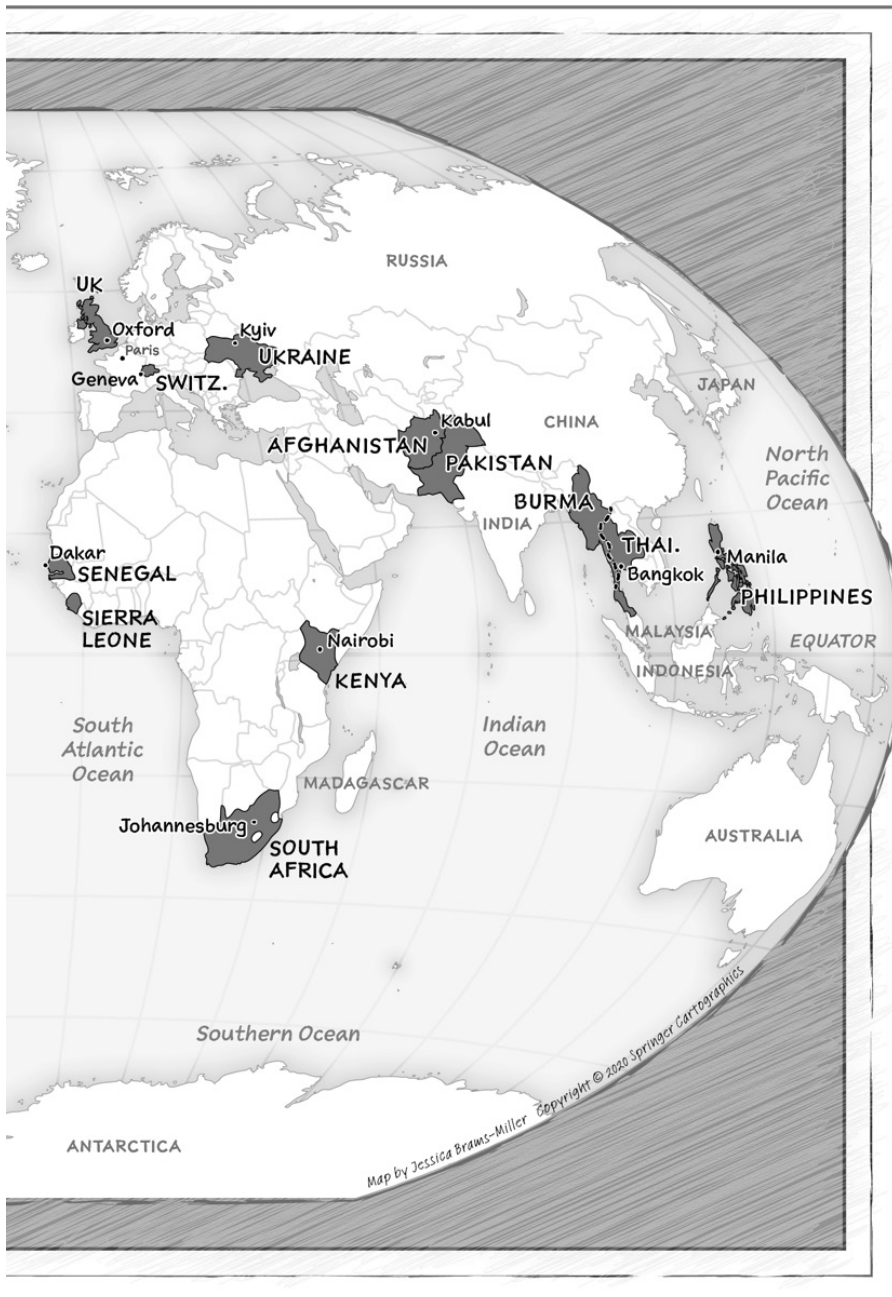 RUSSIA
UK
Oxford
Paris
Kyiv
UKRAINE
Geneva
SWITZ.
JAPAN
Kabul
CHINA
AFGHANISTAN
PAKISTAN
North
Pacific
Ocean
BURMA
INDIA
THAI.
Bangkok
Manila
PHILIPPINES
Dakar
SENEGAL
SIERRA
LEONE
Nairobi
KENYA
MALAYSIA
EQUATOR
INDONESIA
South
Atlantic
Ocean
Indian
Ocean
MADAGASCAR
Johannesburg
SOUTH
AFRICA
AUSTRALIA
Southern Ocean
ANTARCTICA
Map by Jessica Brams-Miller Copyright © 2020 Springer Cartographics